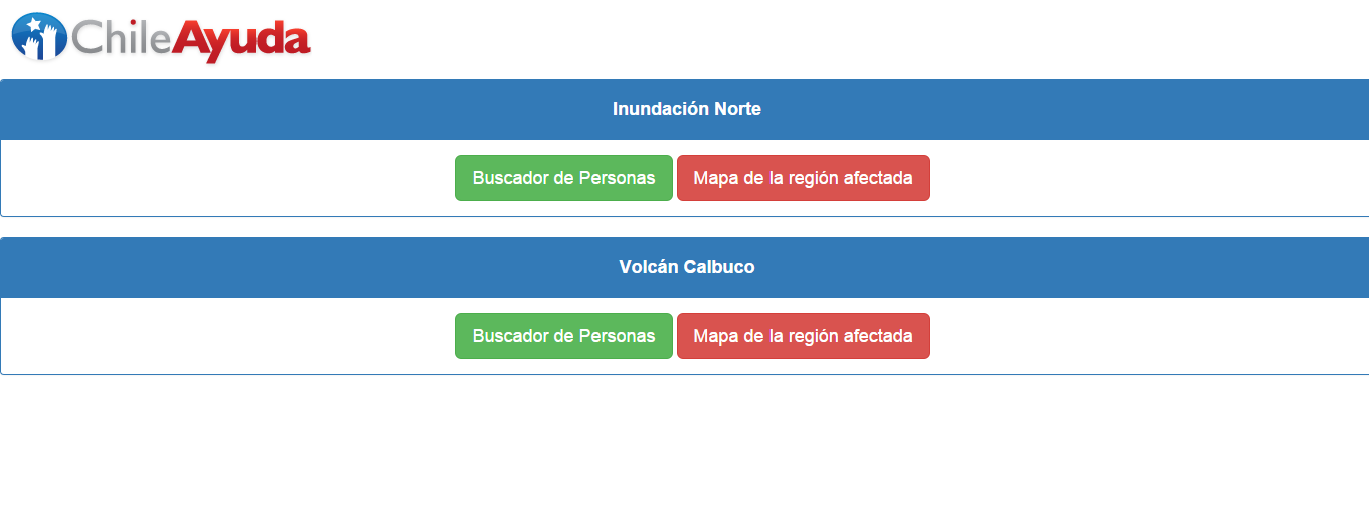 ChileAyuda
Inundación Norte
Buscador de Personas Mapa de la región afectada
Volcán Calbuco
Buscador de Personas Mapa de la región afectada